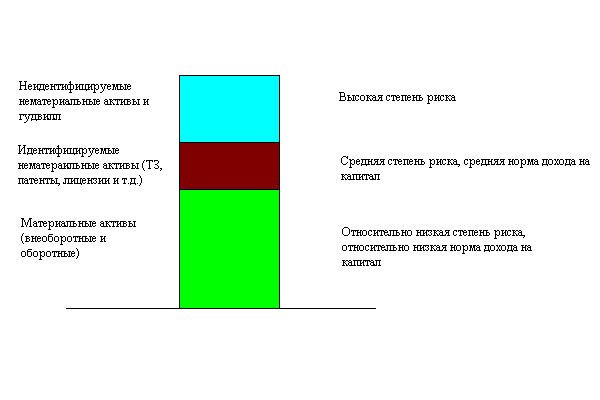 Неидентифицируемые
нематериальные активы и
гудвилл
Высокая степень риска
Идентифицируемые
нематераильные активы (ТЗ,
патенты, лицензии и т.д.)
Средняя степень риска, средняя норма дохода на
капитал
Материальные активы
(внеоборотные и
оборотные)
Относительно низкая степень риска,
относительно низкая норма дохода на
капитал